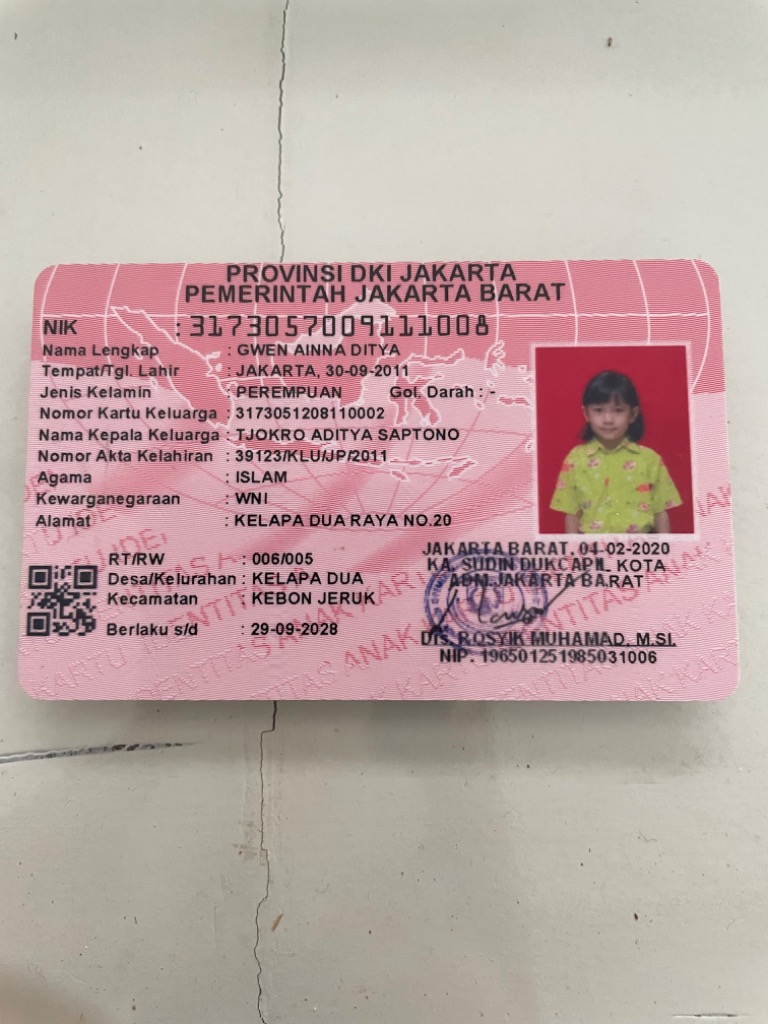 PROVINSI DKI JAKARTA
PEMERINTAH JAKARTA BARAT
NIK : 3173057009111008
Nama Lengkap : GWEN AINNA DITYA
Tempat/Tgl. Lahir : JAKARTA, 30-09-2011
Jenis Kelamin : PEREMPUAN Gol. Darah : -
Nomor Kartu Keluarga : 3173051208110002
Nama Kepala Keluarga : TJOKRO ADITYA SAPTONO
Nomor Akta Kelahiran : 39123/KLU/JP/2011
Agama : ISLAM
Kewarganegaraan : WNI
Alamat : KELAPA DUA RAYA NO.20
RT/RW : 006/005
Desa/Kelurahan : KELAPA DUA
Kecamatan : KEBON JERUK
Berlaku s/d : 29-09-2028
JAKARTA BARAT, 04-02-2020
KA. SUDIN DUKCAPIL KOTA
ADM.JAKARTA BARAT
Drs. ROSYIK MUHAMAD, M.SI.
NIP. 196501251985031006
KARTU IDENTITAS ANAK KARTU IDENTITAS ANAK KARTU